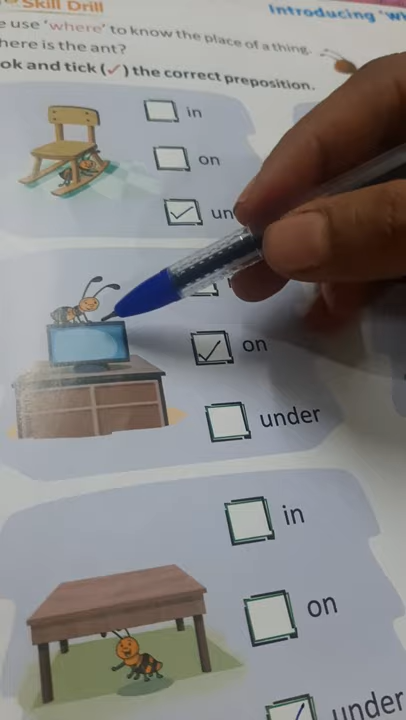 Skill Drill
Introducing
use 'where' to know the place of a thing.
here is the ant?
ok and tick (✓) the correct preposition.
in
on
✓ un
✓ on
under
in
on
✓ under